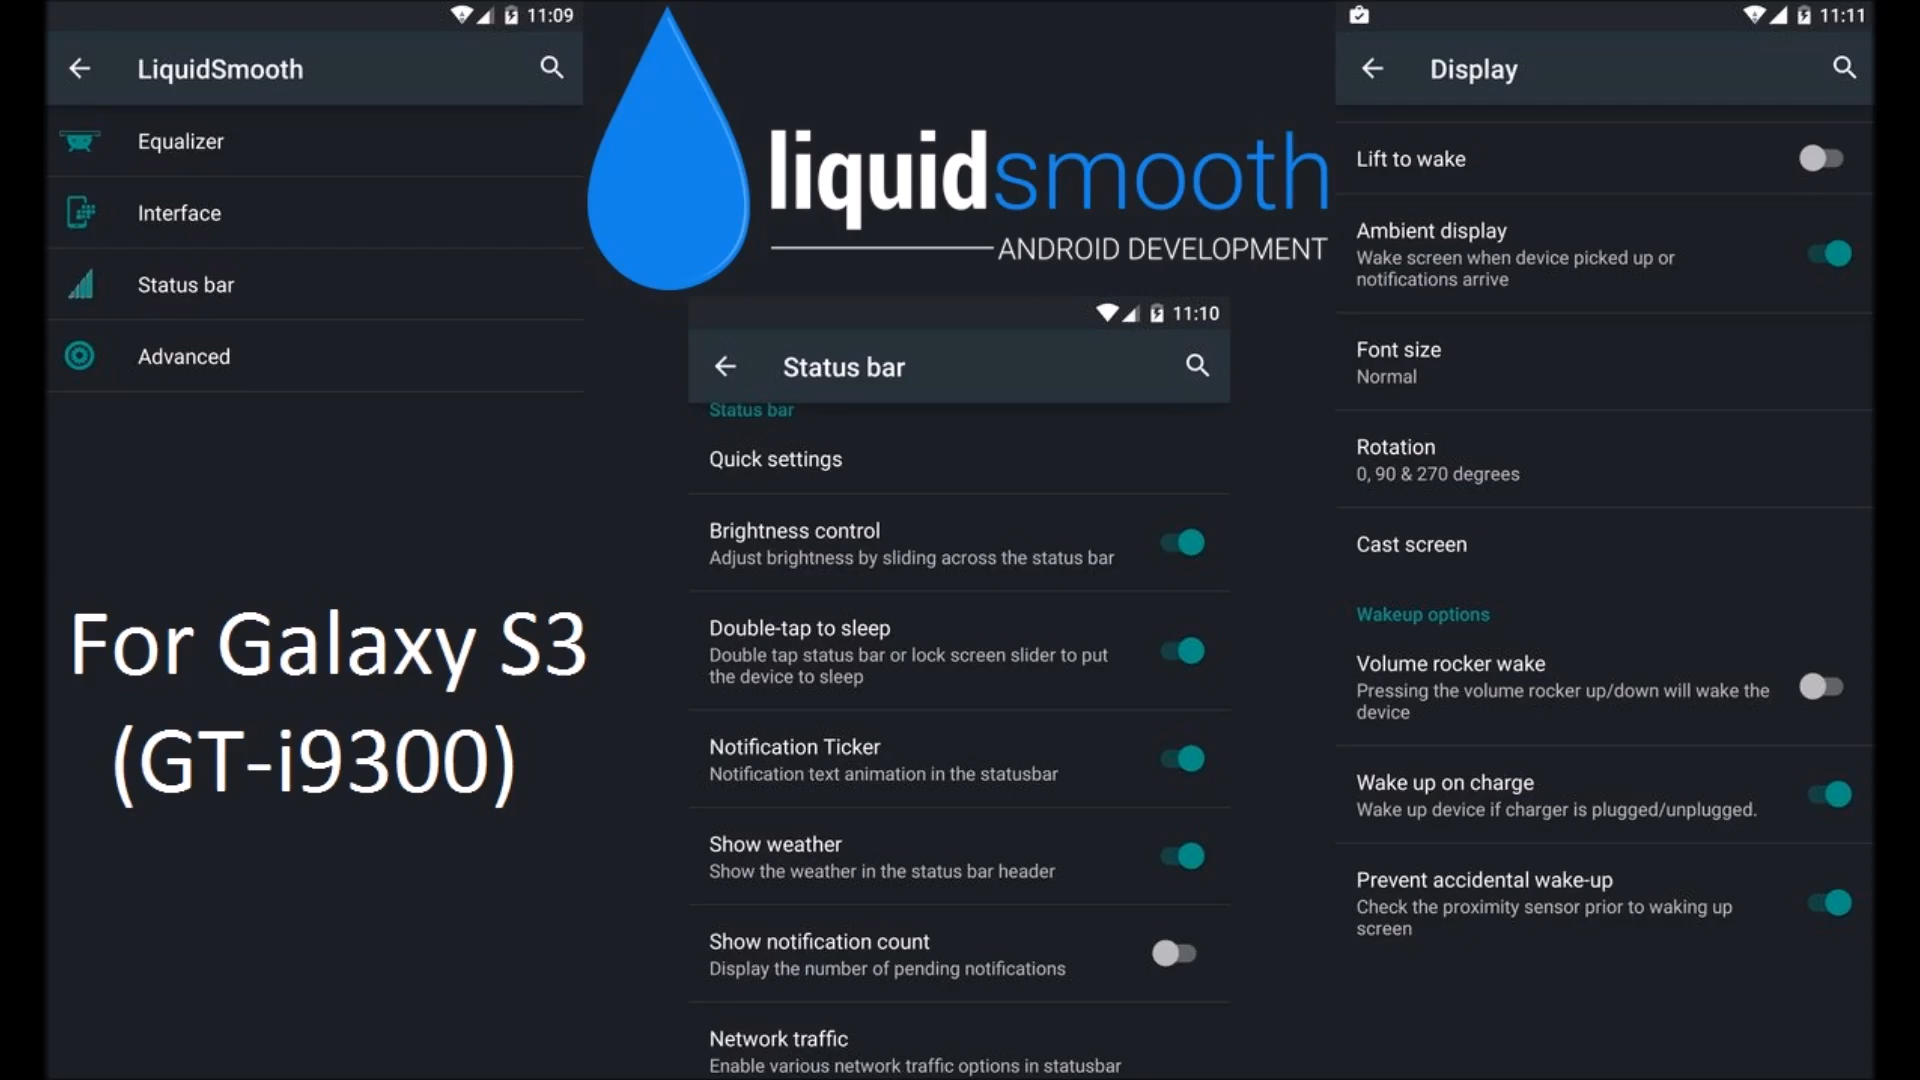 11:09
LiquidSmooth
Equalizer
Interface
Status bar
Advanced
For Galaxy S3
(GT-i9300)
liquidsmooth
ANDROID DEVELOPMENT
11:10
Status bar
Status bar
Quick settings
Brightness control
Adjust brightness by sliding across the status bar
Double-tap to sleep
Double tap status bar or lock screen slider to put
the device to sleep
Notification Ticker
Notification text animation in the statusbar
Show weather
Show the weather in the status bar header
Show notification count
Display the number of pending notifications
Network traffic
Enable various network traffic options in statusbar
11:11
Display
Lift to wake
Ambient display
Wake screen when device picked up or
notifications arrive
Font size
Normal
Rotation
0, 90 & 270 degrees
Cast screen
Wakeup options
Volume rocker wake
Pressing the volume rocker up/down will wake the
device
Wake up on charge
Wake up device if charger is plugged/unplugged.
Prevent accidental wake-up
Check the proximity sensor prior to waking up
screen